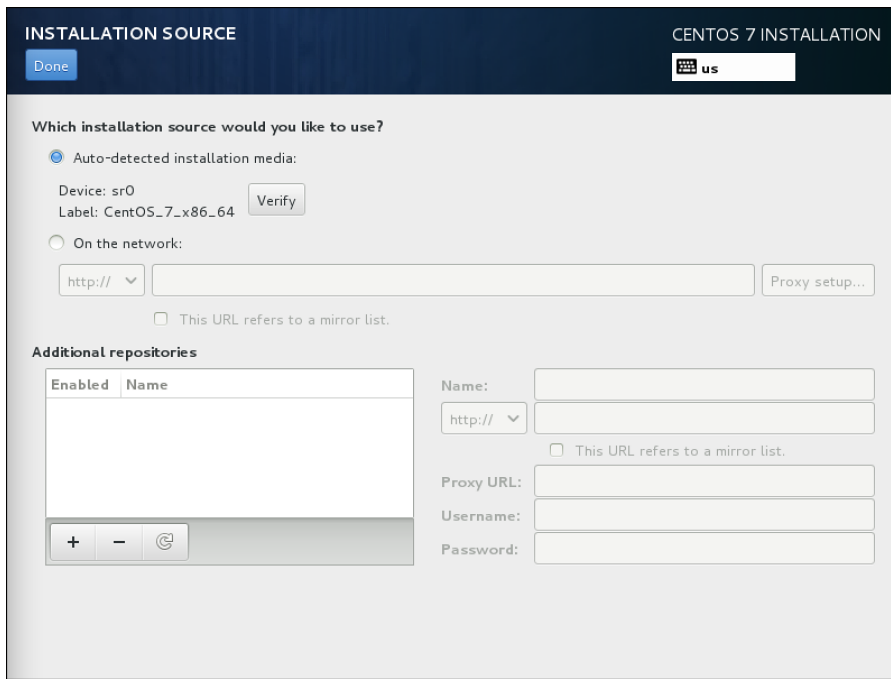 INSTALLATION SOURCE
CENTOS 7 INSTALLATION
Done
us
Which installation source would you like to use?
Auto-detected installation media:
Device: sr0
Label: CentOS_7_x86_64
Verify
On the network:
http://
Proxy setup...
This URL refers to a mirror list.
Additional repositories
Enabled Name
Name:
http://
This URL refers to a mirror list.
Proxy URL:
Username:
Password:
+ −